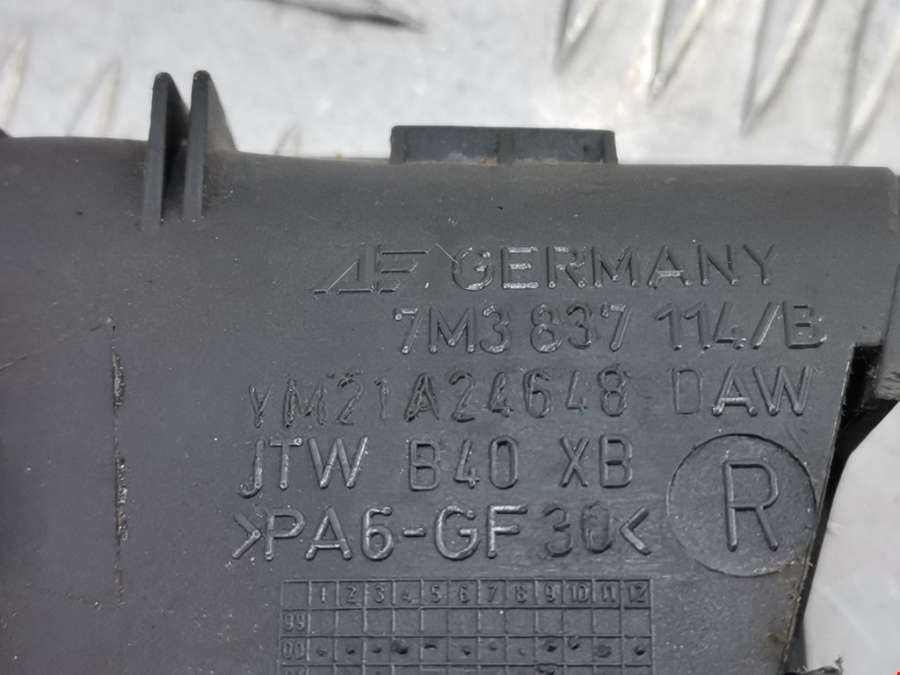 AF GERMANY
7M3 837 114/B
YM21A24648 DAW
JTW B40 XB
>PA6-GF30<
R
1 2 3 4 5 6 7 8 9 10 11 12
99
00